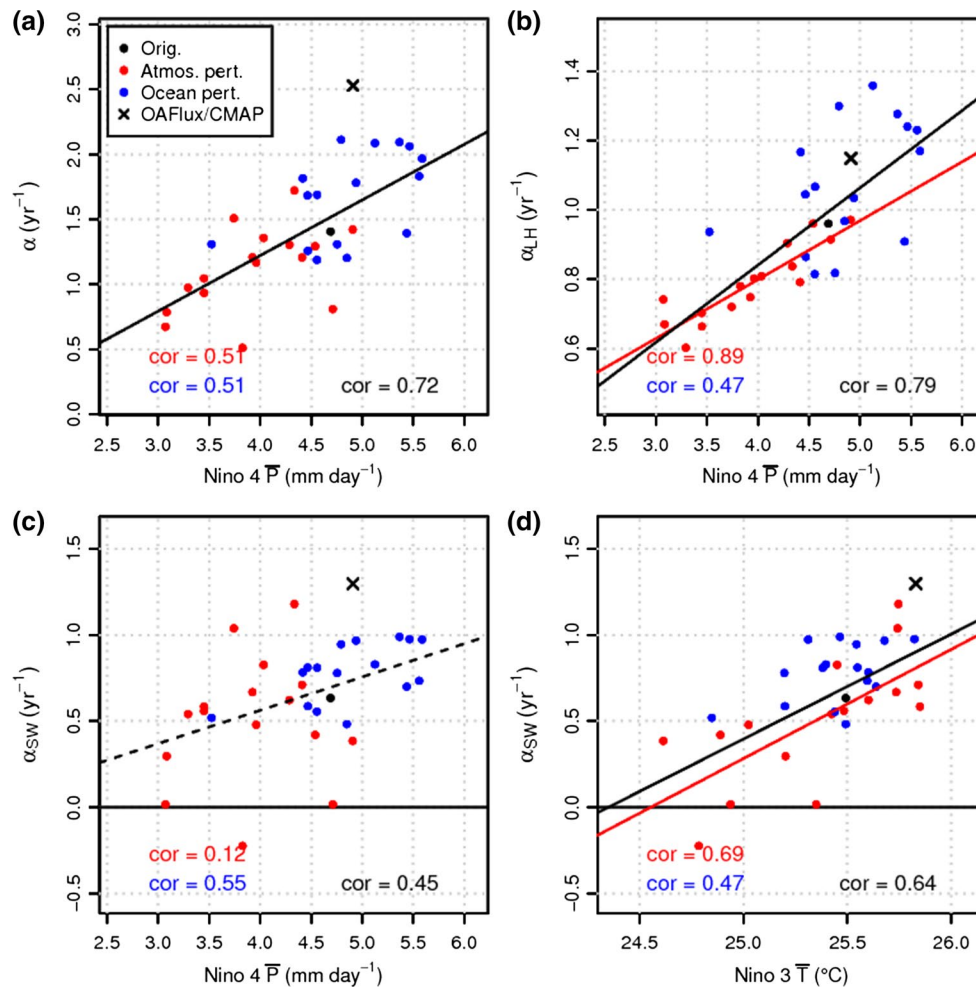 (a)
3.0
2.5
2.0
1.5
1.0
0.5
0.0
α (yr⁻¹)
Orig.
Atmos. pert.
Ocean pert.
OAFlux/CMAP
cor = 0.51
cor = 0.51
cor = 0.72
2.5 3.0 3.5 4.0 4.5 5.0 5.5 6.0
Nino 4 P̅ (mm day⁻¹)
(b)
1.4
1.2
1.0
0.8
0.6
α_LH (yr⁻¹)
cor = 0.89
cor = 0.47
cor = 0.79
2.5 3.0 3.5 4.0 4.5 5.0 5.5 6.0
Nino 4 P̅ (mm day⁻¹)
(c)
1.5
1.0
0.5
0.0
−0.5
α_SW (yr⁻¹)
cor = 0.12
cor = 0.55
cor = 0.45
2.5 3.0 3.5 4.0 4.5 5.0 5.5 6.0
Nino 4 P̅ (mm day⁻¹)
(d)
1.5
1.0
0.5
0.0
−0.5
α_SW (yr⁻¹)
cor = 0.69
cor = 0.47
cor = 0.64
24.5 25.0 25.5 26.0
Nino 3 T̅ (°C)